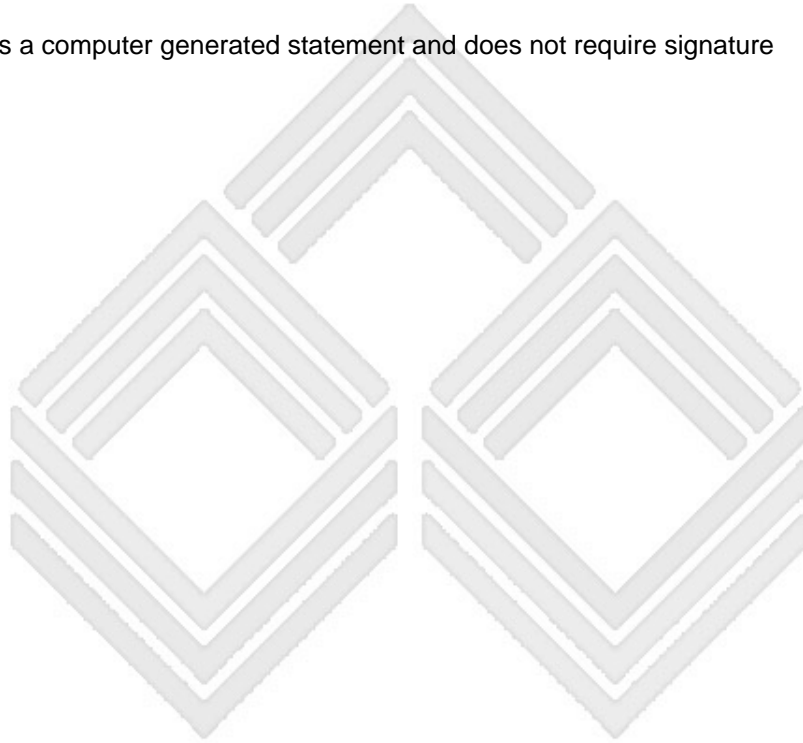 s a computer generated statement and does not require signature